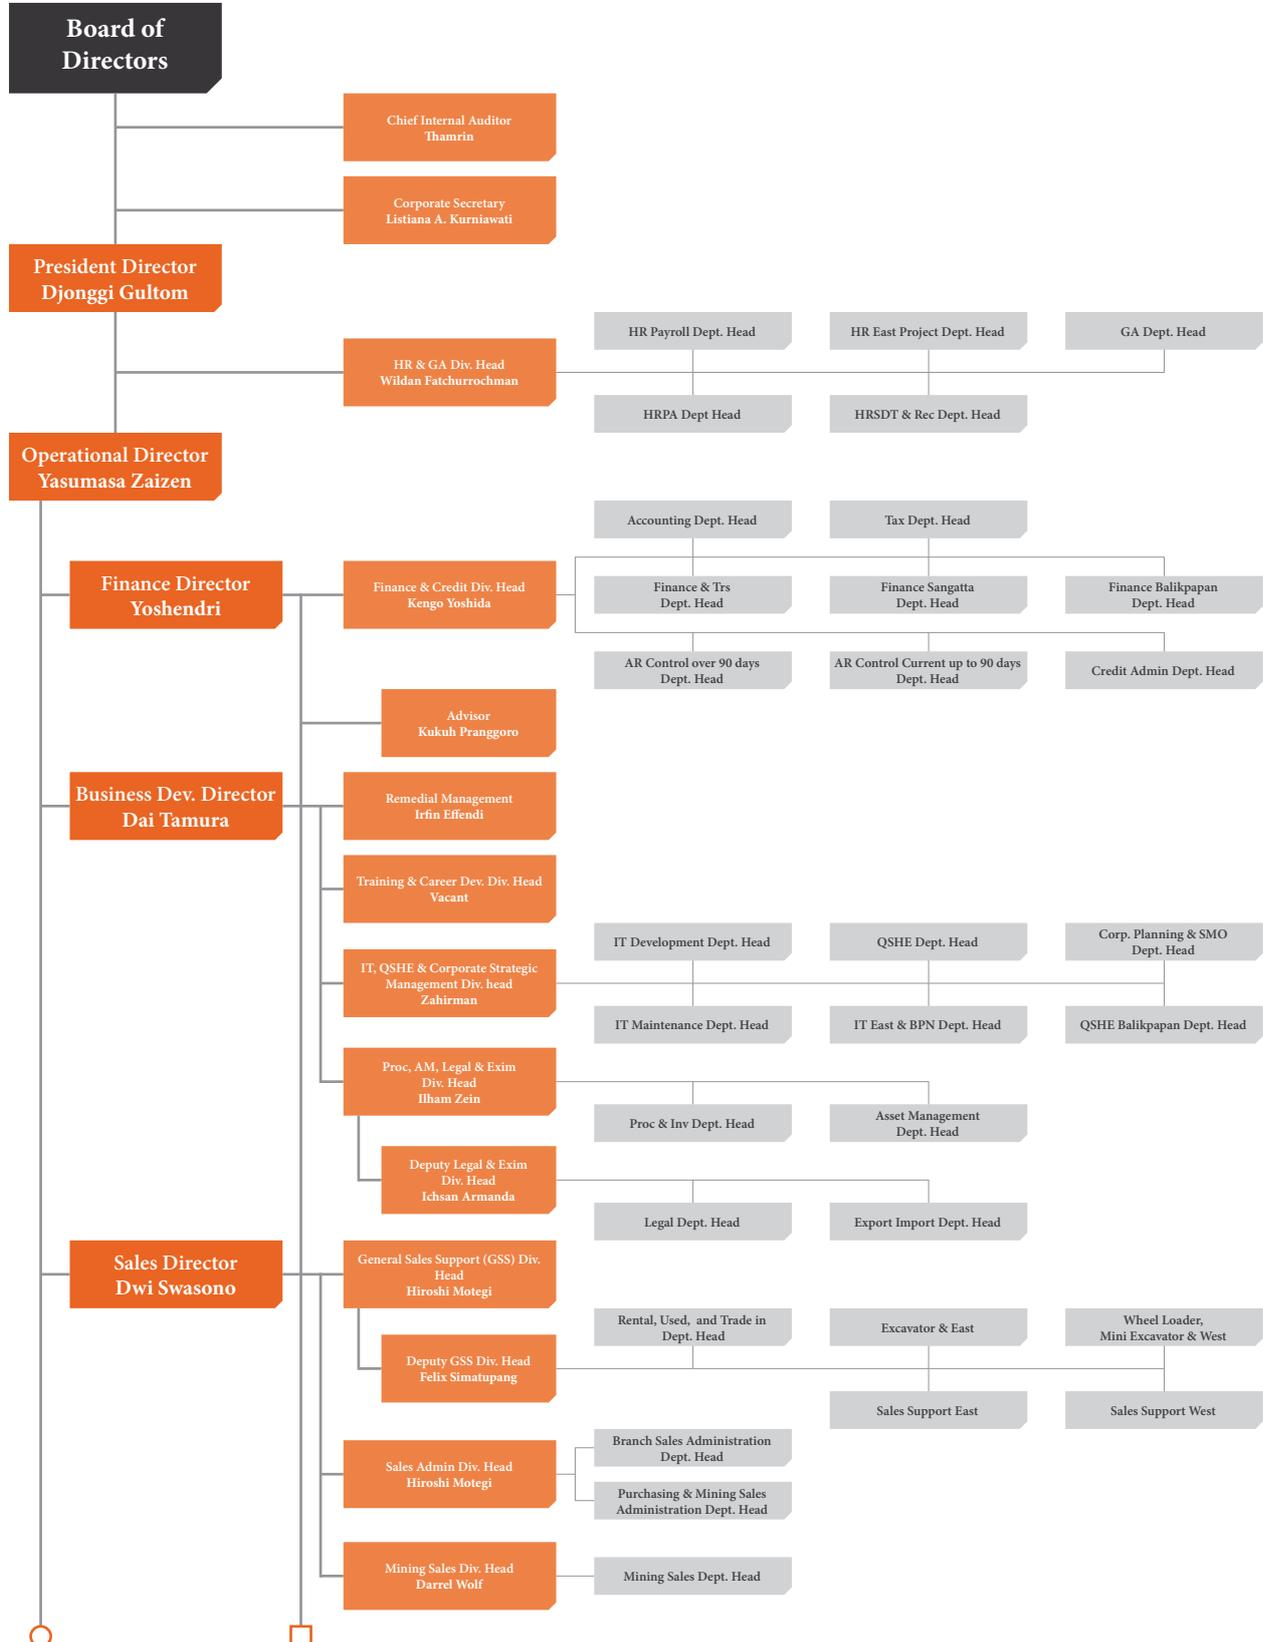 Board of
Directors
Chief Internal Auditor
Thamrin
Corporate Secretary
Listiana A. Kurniawati
President Director
Djonggi Gultom
HR & GA Div. Head
Wildan Fatchurrochman
HR Payroll Dept. Head
HR East Project Dept. Head
GA Dept. Head
HRPA Dept Head
HRSDT & Rec Dept. Head
Operational Director
Yasumasa Zaizen
Finance Director
Yoshendri
Finance & Credit Div. Head
Kengo Yoshida
Accounting Dept. Head
Tax Dept. Head
Finance & Trs
Dept. Head
Finance Sangatta
Dept. Head
Finance Balikpapan
Dept. Head
AR Control over 90 days
Dept. Head
AR Control Current up to 90 days
Dept. Head
Credit Admin Dept. Head
Advisor
Kukuh Pranggoro
Business Dev. Director
Dai Tamura
Remedial Management
Irfin Effendi
Training & Career Dev. Div. Head
Vacant
IT, QSHE & Corporate Strategic
Management Div. head
Zahirman
IT Development Dept. Head
QSHE Dept. Head
Corp. Planning & SMO
Dept. Head
IT Maintenance Dept. Head
IT East & BPN Dept. Head
QSHE Balikpapan Dept. Head
Proc, AM, Legal & Exim
Div. Head
Ilham Zein
Proc & Inv Dept. Head
Asset Management
Dept. Head
Deputy Legal & Exim
Div. Head
Ichsan Armanda
Legal Dept. Head
Export Import Dept. Head
Sales Director
Dwi Swasono
General Sales Support (GSS) Div.
Head
Hiroshi Motegi
Deputy GSS Div. Head
Felix Simatupang
Rental, Used, and Trade in
Dept. Head
Excavator & East
Wheel Loader,
Mini Excavator & West
Sales Support East
Sales Support West
Sales Admin Div. Head
Hiroshi Motegi
Branch Sales Administration
Dept. Head
Purchasing & Mining Sales
Administration Dept. Head
Mining Sales Div. Head
Darrel Wolf
Mining Sales Dept. Head